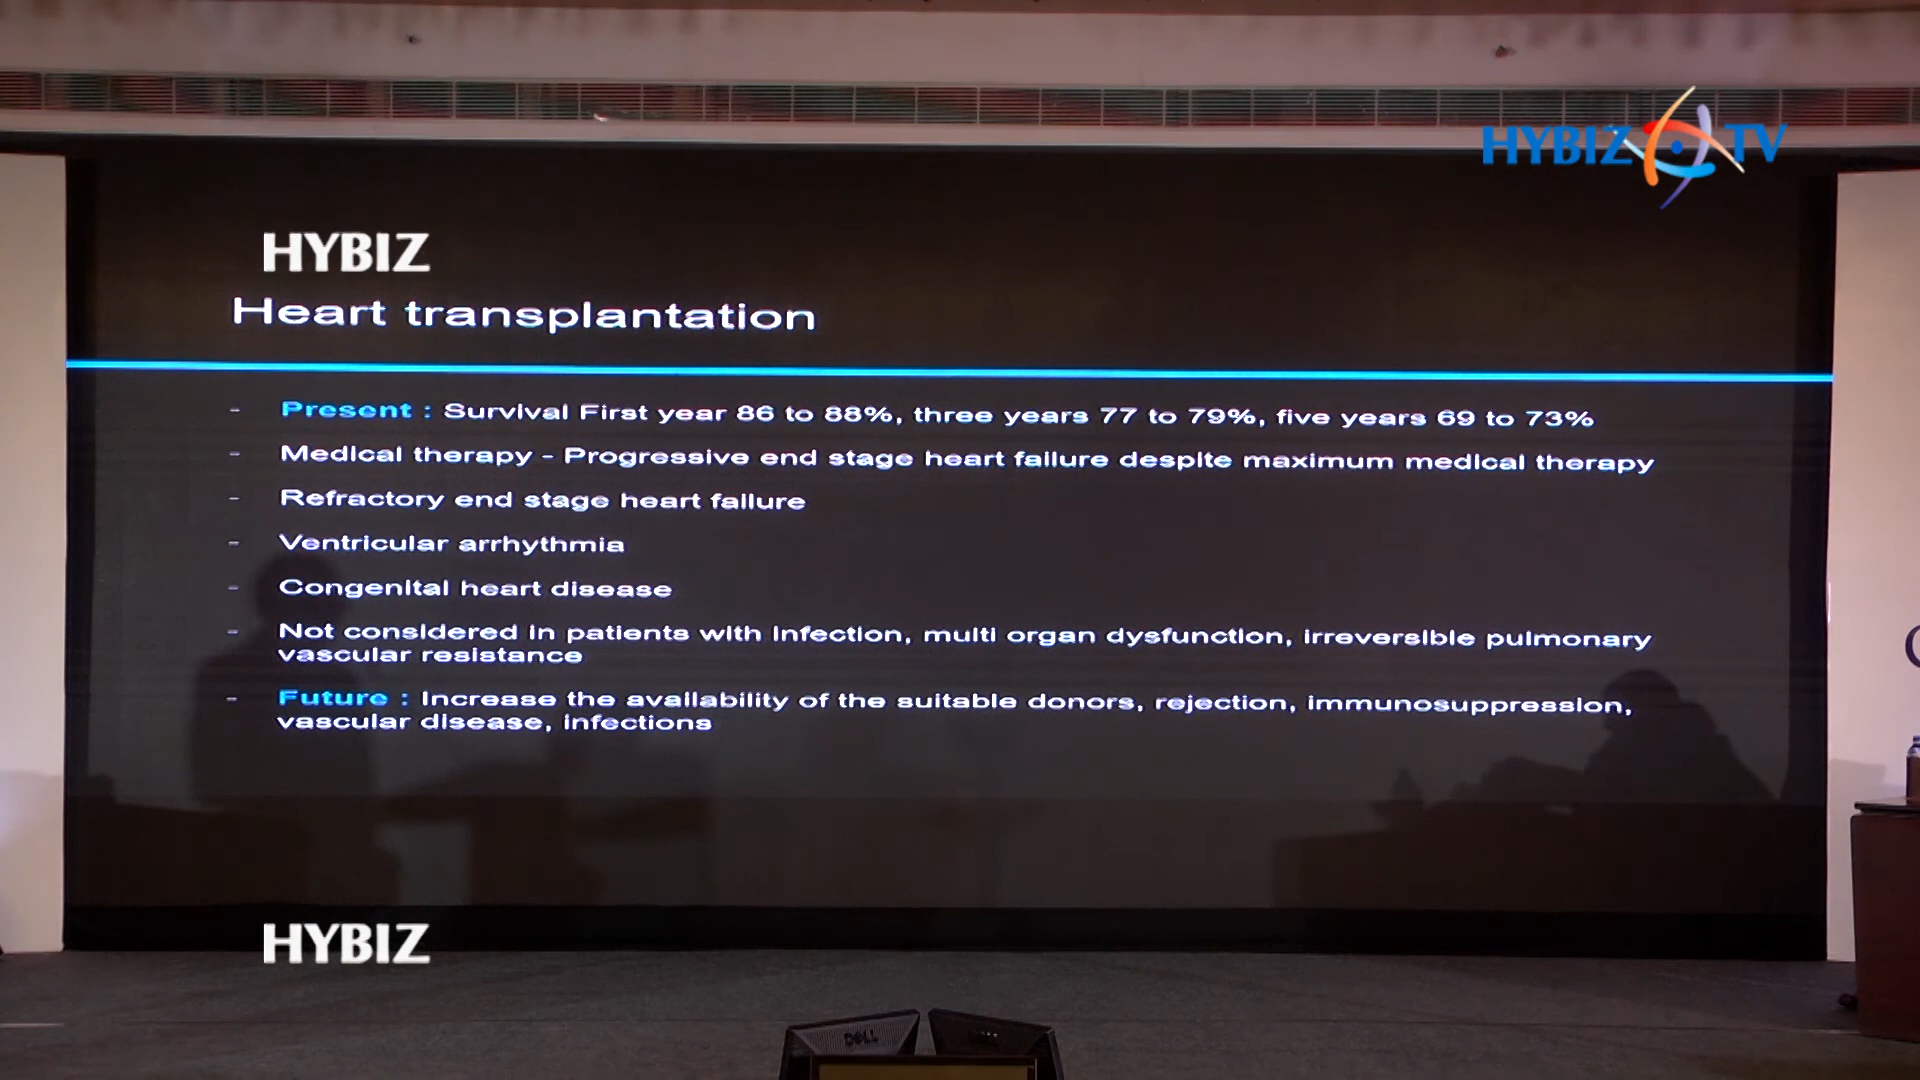 HYBIZ TV
HYBIZ
Heart transplantation
- Present : Survival First year 86 to 88%, three years 77 to 79%, five years 69 to 73%
- Medical therapy - Progressive end stage heart failure despite maximum medical therapy
- Refractory end stage heart failure
- Ventricular arrhythmia
- Congenital heart disease
- Not considered in patients with infection, multi organ dysfunction, irreversible pulmonary
vascular resistance
- Future : Increase the availability of the suitable donors, rejection, immunosuppression,
vascular disease, infections
HYBIZ
DELL